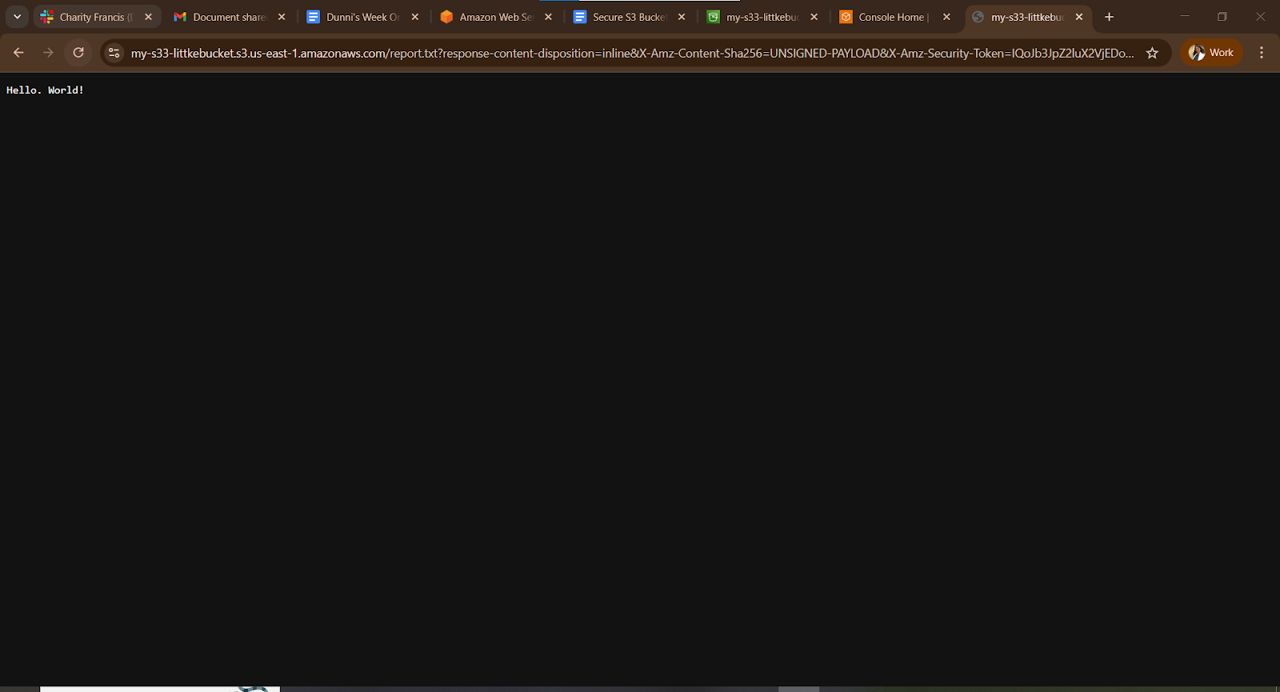 Charity Francis (
Document share
Dunni's Week O
Amazon Web Se
Secure S3 Bucke
my-s33-littkebuc
Console Home |
my-s33-littkebuc
my-s33-littkebucket.s3.us-east-1.amazonaws.com/report.txt?response-content-disposition=inline&X-Amz-Content-Sha256=UNSIGNED-PAYLOAD&X-Amz-Security-Token=IQoJb3JpZ2luX2VjEDo...
Work
Hello. World!